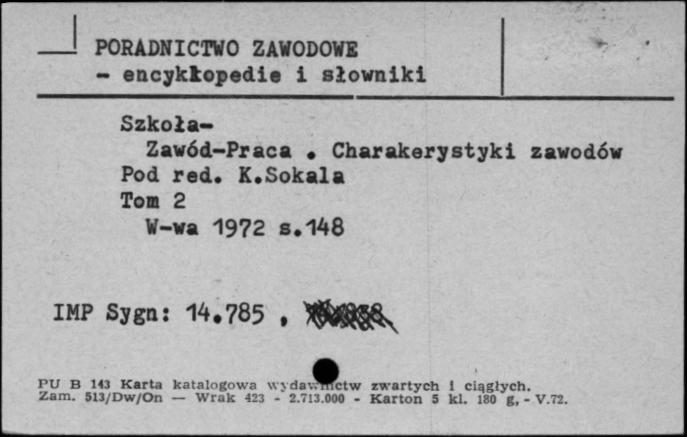 PORADNICTWO ZAWODOWE
- encykłopedie i słowniki
Szkoła-
Zawód-Praca . Charakerystyki zawodów
Pod red. K.Sokala
Tom 2
W-wa 1972 s.148
IMP Sygn: 14.785 ,
PU B 143 Karta katalogowa wydawnictw zwartych i ciągłych.
Zam. 513/Dw/On — Wrak 423 - 2.713.000 - Karton 5 kl. 180 g, - V.72.